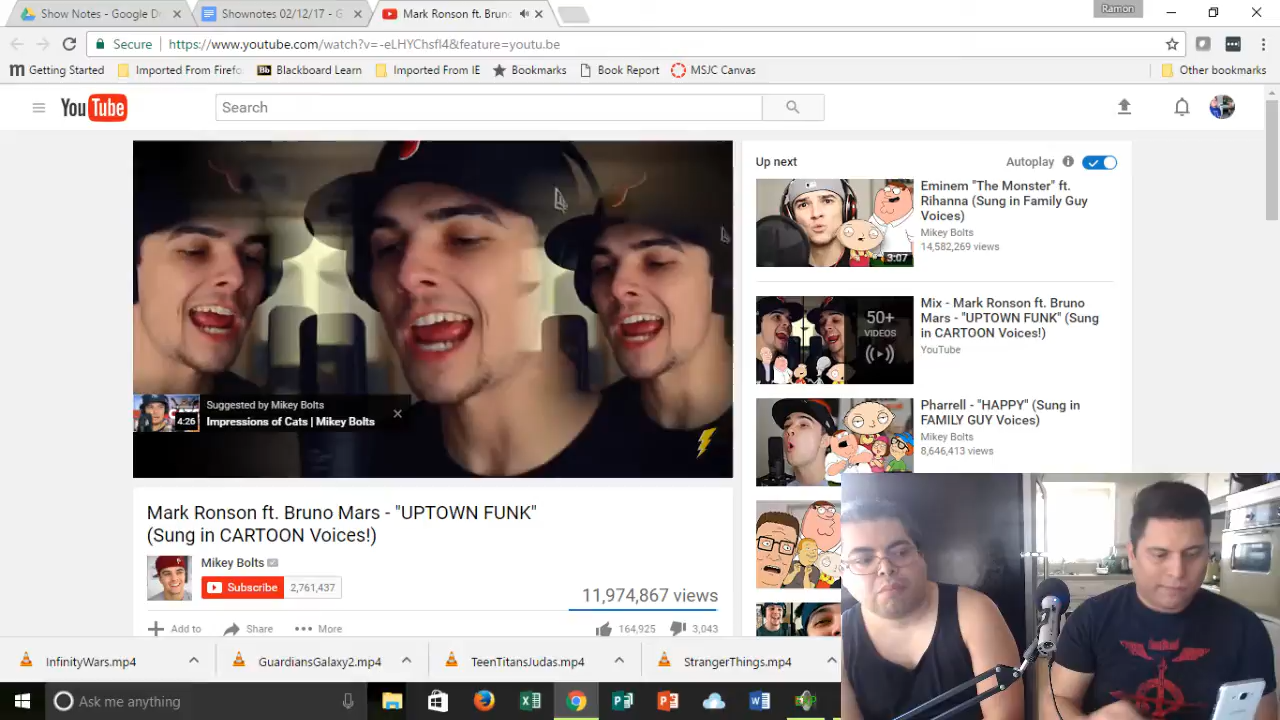 Show Notes - Google D
Shownotes 02/12/17 - G
Mark Ronson ft. Brun
Ramon
Secure
https://www.youtube.com/watch?v=-eLHYChsfI4&feature=youtu.be
Getting Started
Imported From Firefo
Bb
Blackboard Learn
Imported From IE
Bookmarks
Book Report
MSJC Canvas
Other bookmarks
YouTube
Search
Suggested by Mikey Bolts
Impressions of Cats | Mikey Bolts
4:26
Mark Ronson ft. Bruno Mars - "UPTOWN FUNK"
(Sung in CARTOON Voices!)
Mikey Bolts
Subscribe
2,761,437
11,974,867 views
Add to
Share
More
164,925
3,043
Up next
Autoplay
Eminem "The Monster" ft.
Rihanna (Sung in Family Guy
Voices)
Mikey Bolts
14,582,269 views
3:07
Mix - Mark Ronson ft. Bruno
Mars - "UPTOWN FUNK" (Sung
in CARTOON Voices!)
YouTube
50+
VIDEOS
Pharrell - "HAPPY" (Sung in
FAMILY GUY Voices)
Mikey Bolts
8,646,413 views
InfinityWars.mp4
GuardiansGalaxy2.mp4
TeenTitansJudas.mp4
StrangerThings.mp4
Ask me anything